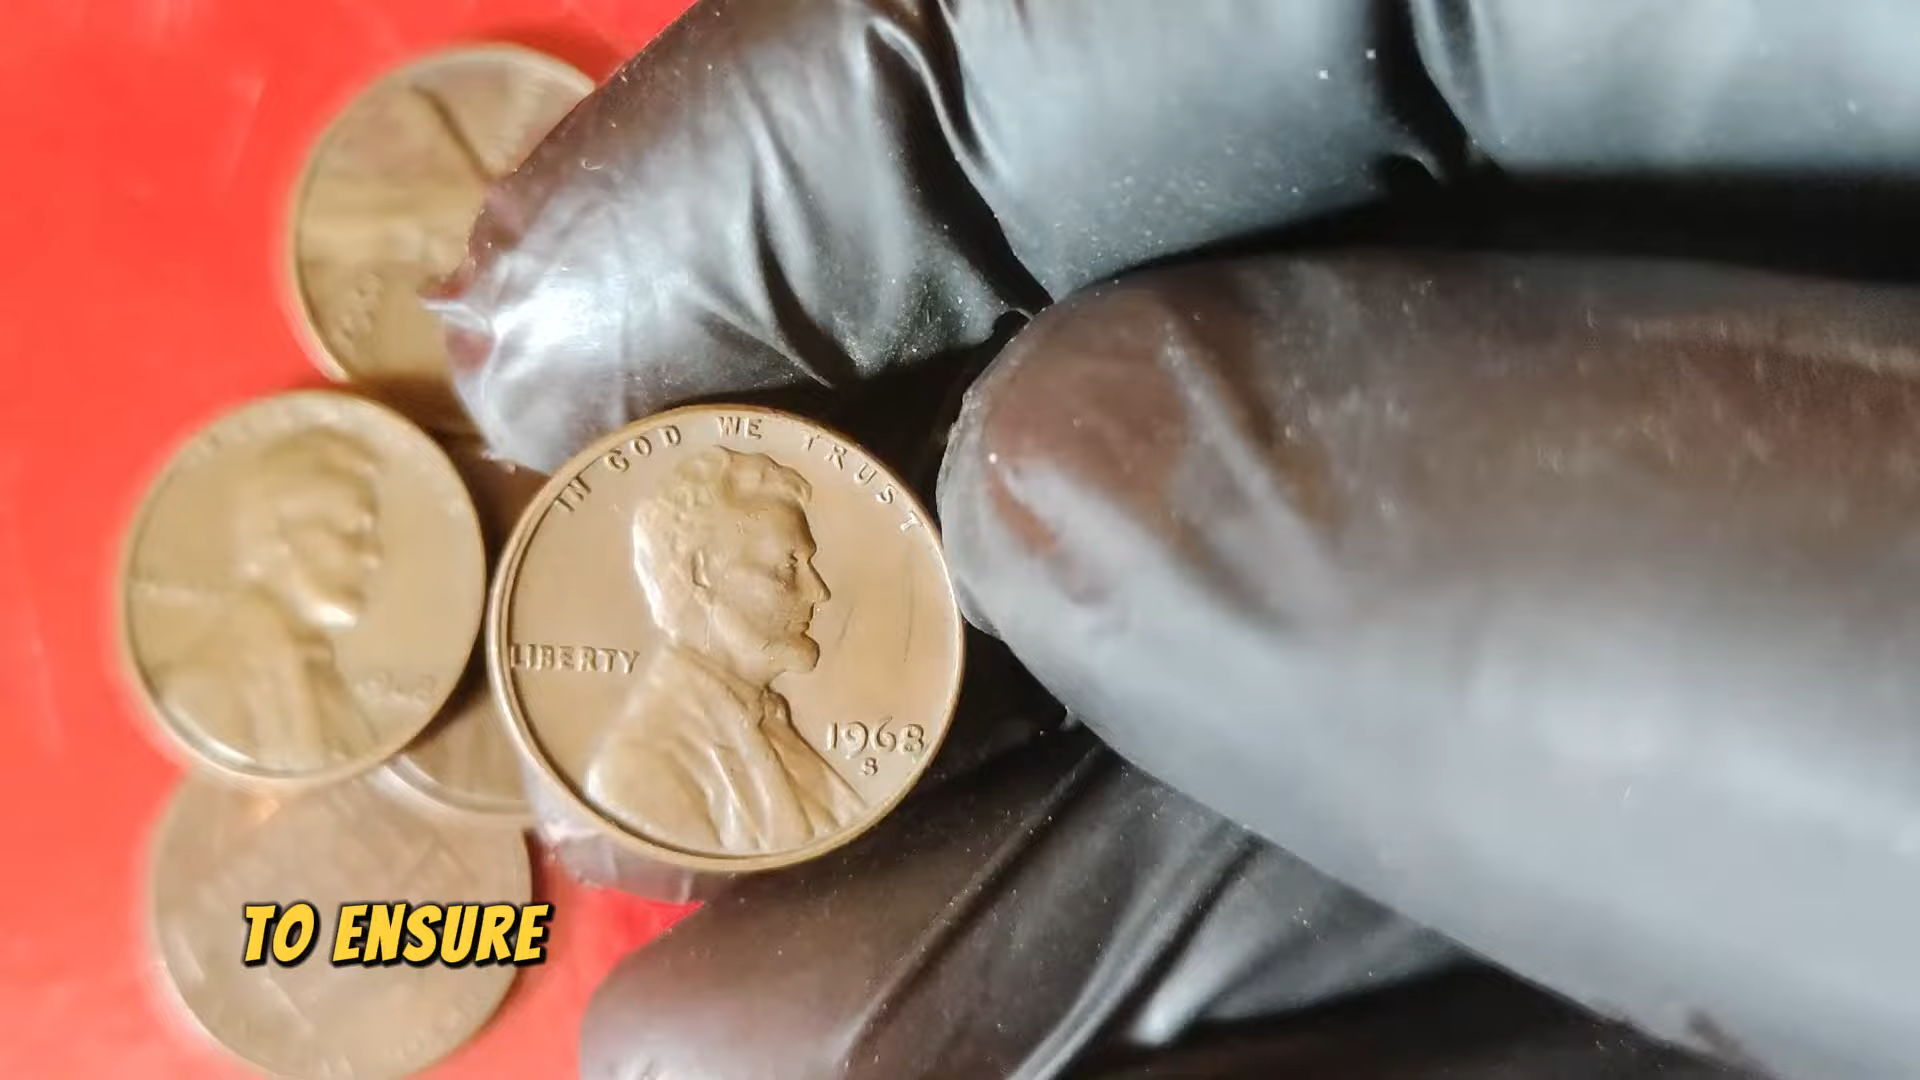 IN GOD WE TRUST
LIBERTY
1968
S
TO ENSURE